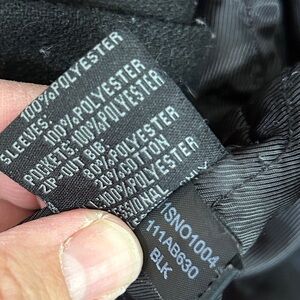 100%POLYESTER
SLEEVES:
100%POLYESTER
POCKETS:100%POLYESTER
ZIP-OUT BIB:
80%POLYESTER
20%COTTON
100%POLYESTER
ISNO1004
111AB630
BLK